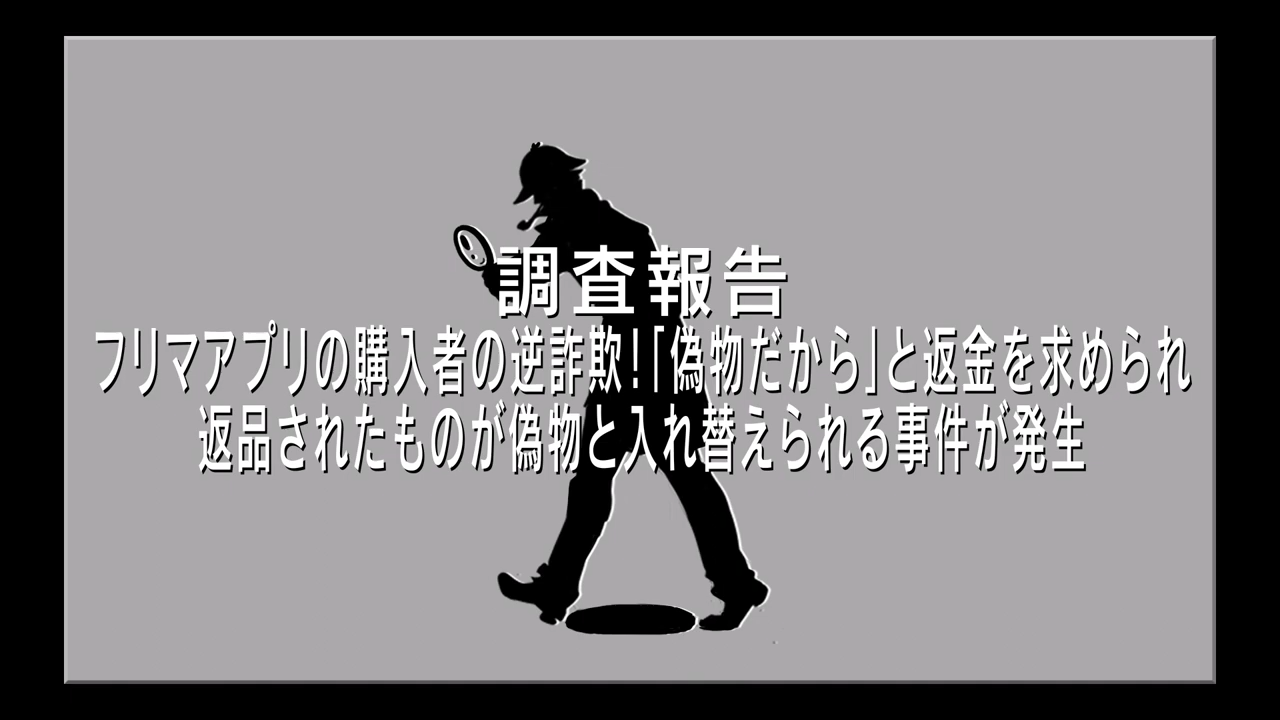 調査報告
フリマアプリの購入者の逆詐欺！「偽物だから」と返金を求められ
返品されたものが偽物と入れ替えられる事件が発生